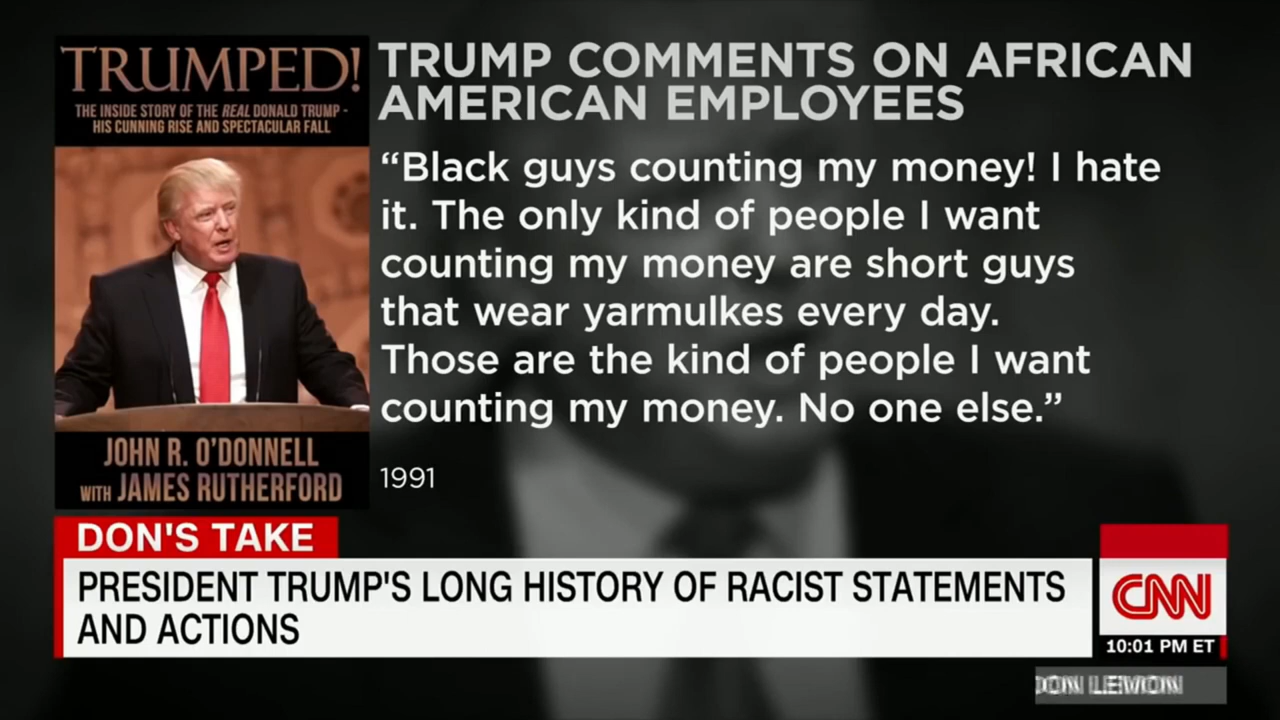 TRUMPED!
THE INSIDE STORY OF THE REAL DONALD TRUMP -
HIS CUNNING RISE AND SPECTACULAR FALL
JOHN R. O'DONNELL
WITH JAMES RUTHERFORD
TRUMP COMMENTS ON AFRICAN
AMERICAN EMPLOYEES
“Black guys counting my money! I hate
it. The only kind of people I want
counting my money are short guys
that wear yarmulkes every day.
Those are the kind of people I want
counting my money. No one else.”
1991
DON'S TAKE
PRESIDENT TRUMP'S LONG HISTORY OF RACIST STATEMENTS
AND ACTIONS
CNN
10:01 PM ET
DON LEMON